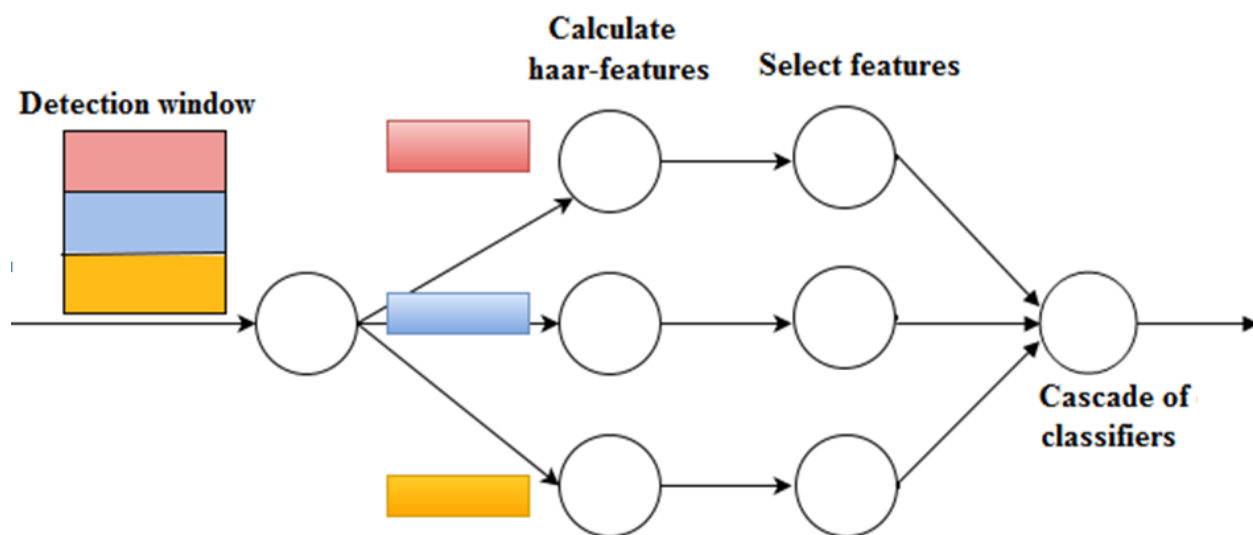 Calculate
haar-features
Select features
Detection window
Cascade of
classifiers